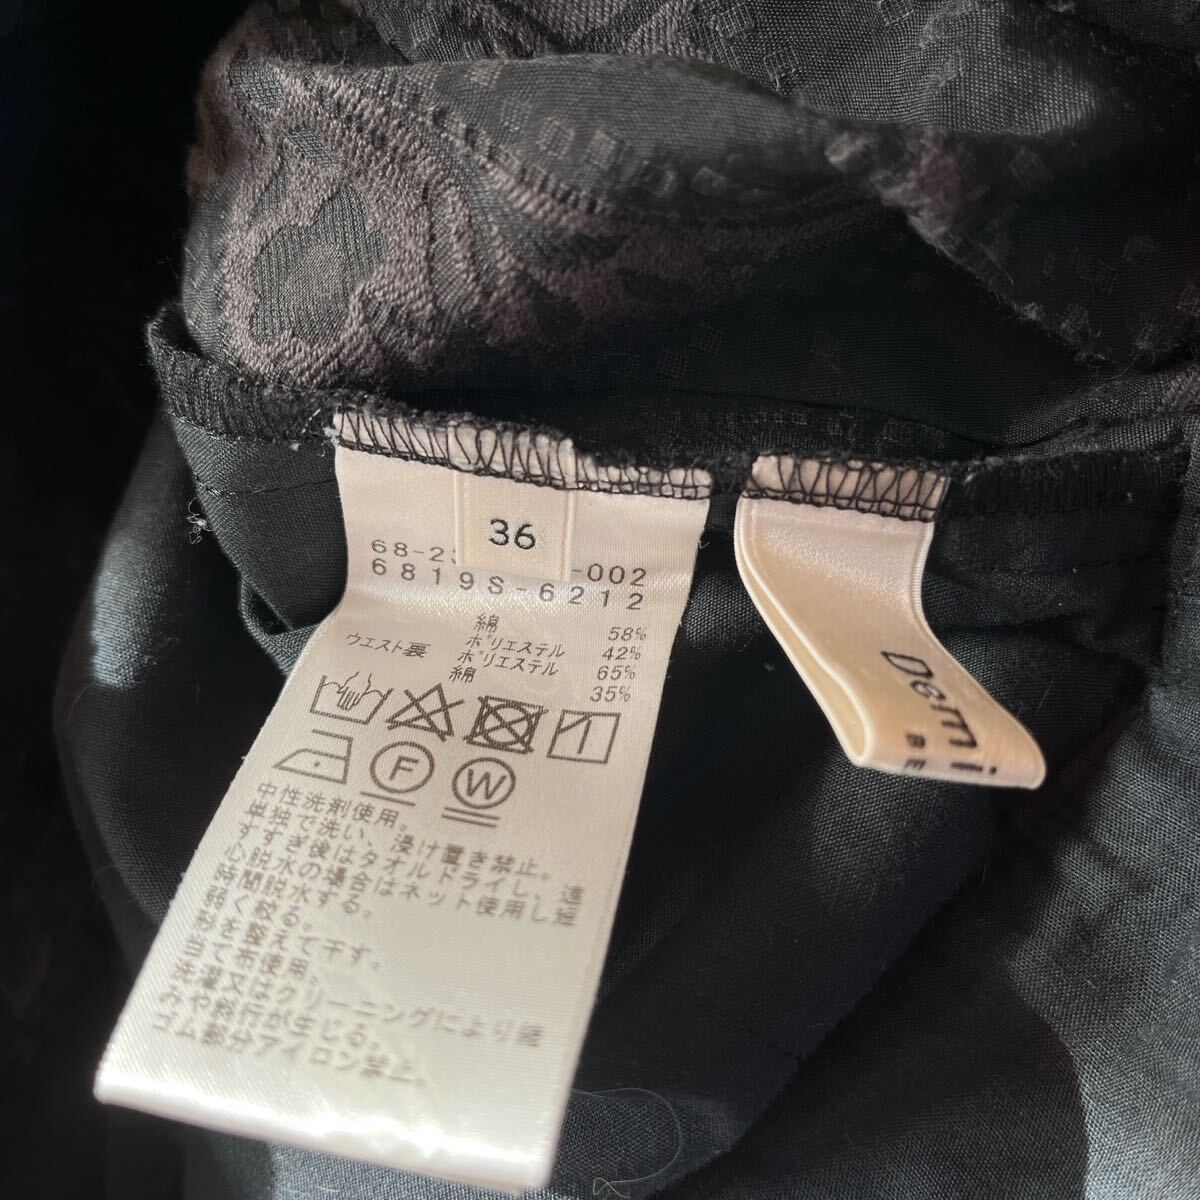 36
68-23
-002
6819S-6212
綿 58%
ポリエステル 42%
ウエスト裏 ポリエステル 65%
綿 35%
F
W
中性洗剤使用。
単独で洗い、浸け置き禁止。
すすぎ後はタオルドライし、遠
心脱水の場合はネット使用し短
時間脱水する。
弱く絞る。
形を整えて干す。
当て布使用。
洗濯又はクリーニングにより縮
みや斜行が生じる。
ゴム部分アイロン禁止。
Demi
BE